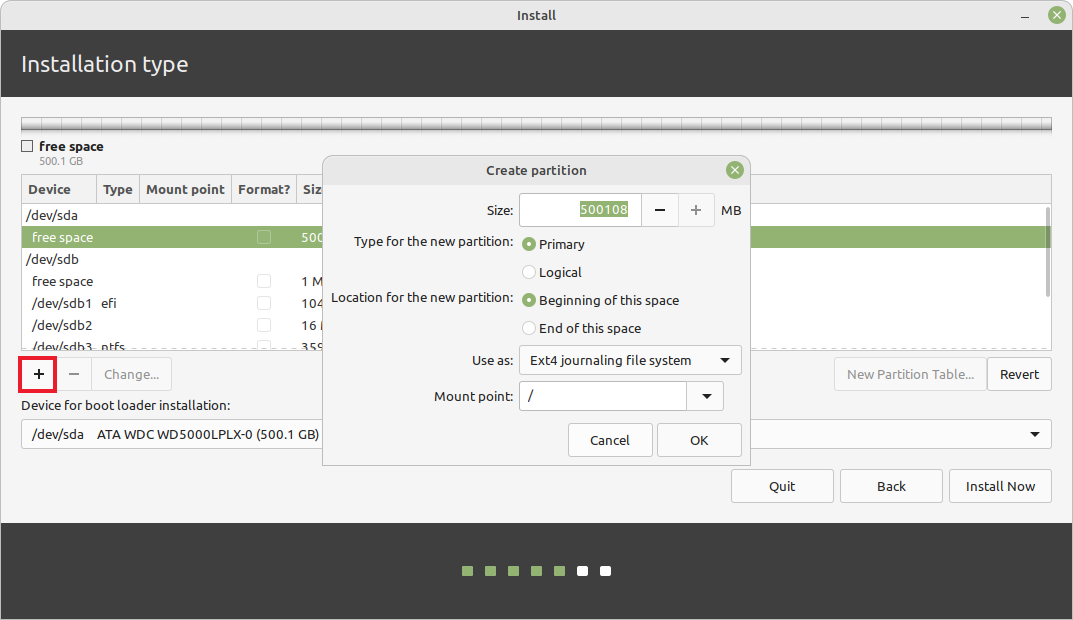 Install
Installation type
free space
500.1 GB
Create partition
Device Type Mount point Format? Siz
Size: 500108 MB
/dev/sda
free space 500
Type for the new partition: Primary
/dev/sdb
Logical
free space 1 M
Location for the new partition: Beginning of this space
/dev/sdb1 efi 104
/dev/sdb2 16
End of this space
/dev/sdb3 ntfs 359
Use as: Ext4 journaling file system
+ − Change... New Partition Table... Revert
Mount point: /
Device for boot loader installation:
/dev/sda ATA WDC WD5000LPLX-0 (500.1 GB)
Cancel OK
Quit Back Install Now